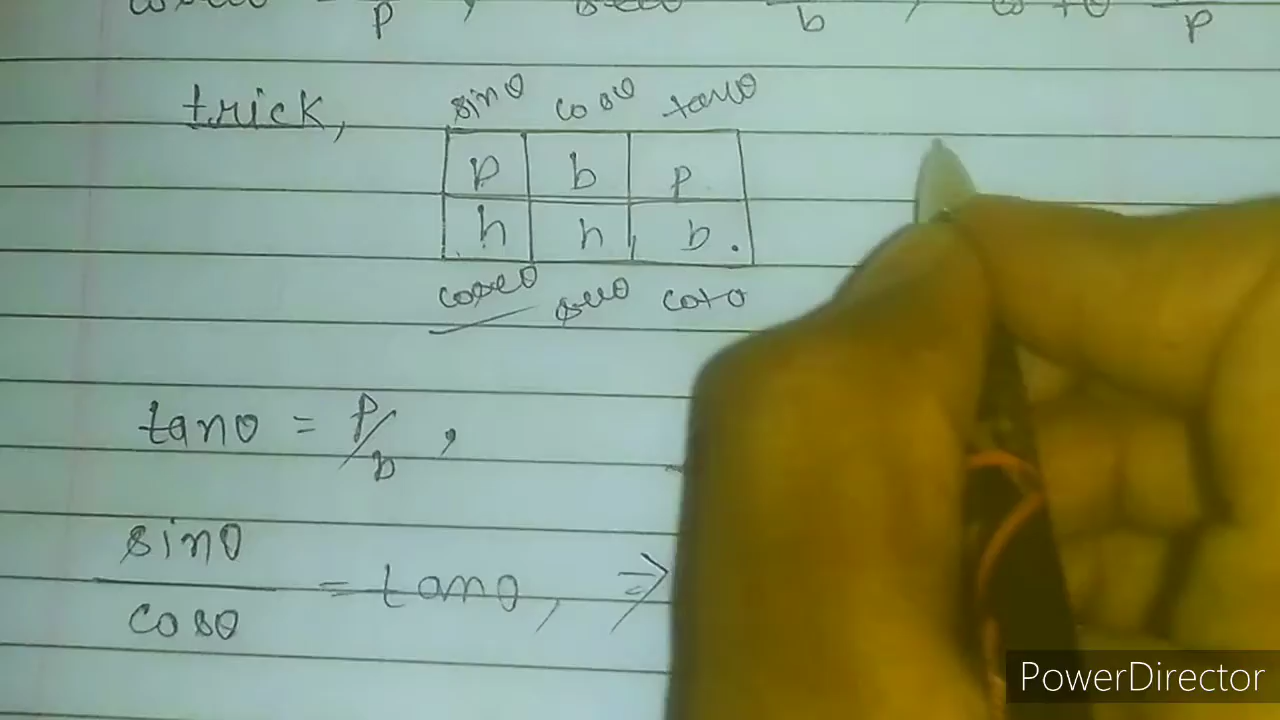 p , b , p
trick, sinθ cosθ tanθ
p b p
h h b .
cosecθ secθ cotθ
tanθ = p/b ,
sinθ
cosθ
= tanθ, ⇒
PowerDirector